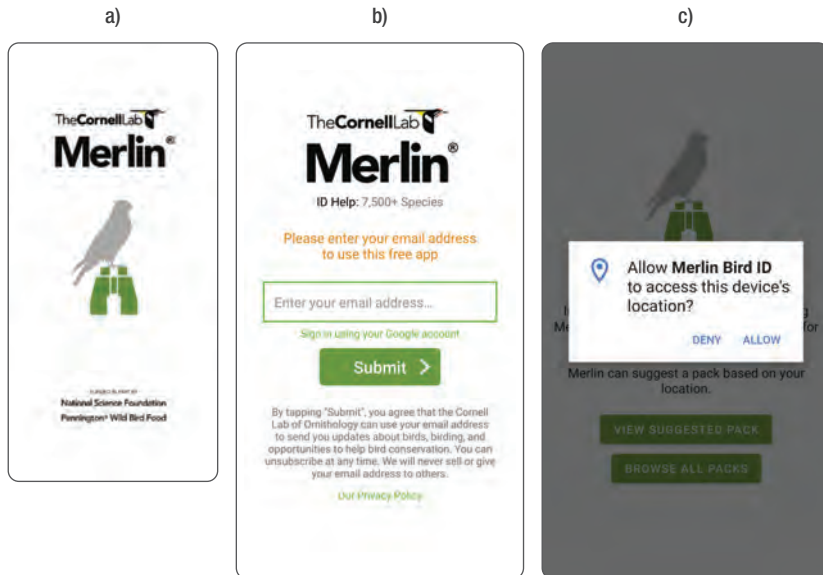 a)
TheCornellLab
Merlin®
National Science Foundation
Pennington® Wild Bird Food
b)
TheCornellLab
Merlin®
ID Help: 7,500+ Species
Please enter your email address
to use this free app
Enter your email address...
Sign in using your Google account
Submit
By tapping "Submit", you agree that the Cornell
Lab of Ornithology can use your email address
to send you updates about birds, birding, and
opportunities to help bird conservation. You can
unsubscribe at any time. We will never sell or give
your email address to others.
Our Privacy Policy
c)
Allow Merlin Bird ID
to access this device's
location?
DENY ALLOW
Merlin can suggest a pack based on your
location.
VIEW SUGGESTED PACK
BROWSE ALL PACKS